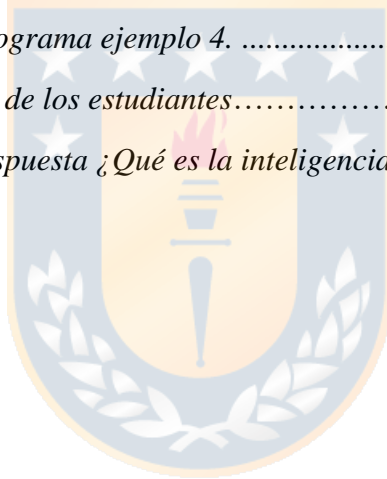 ograma ejemplo 4. ..................
de los estudiantes………………
spuesta ¿Qué es la inteligencia